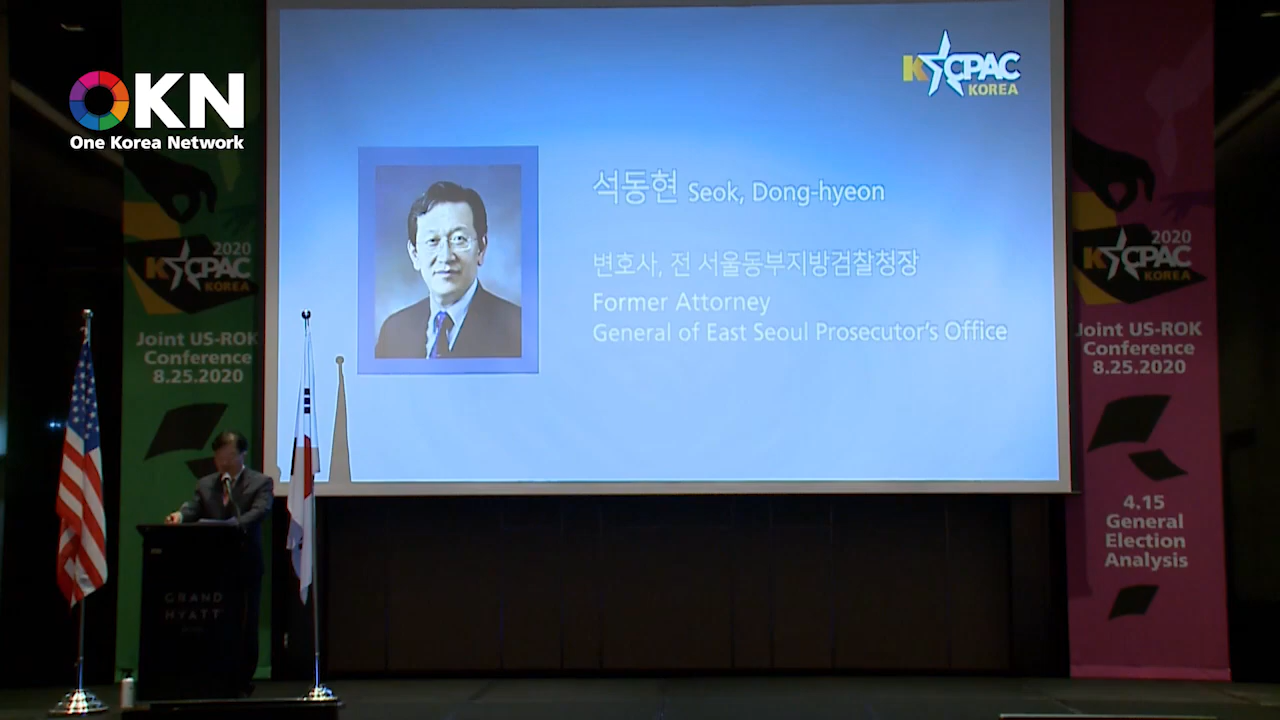 OKN
One Korea Network
K CPAC
KOREA
석동현 Seok, Dong-hyeon
변호사, 전 서울동부지방검찰청장
Former Attorney
General of East Seoul Prosecutor's Office
2020
K CPAC
KOREA
Joint US-ROK
Conference
8.25.2020
GRAND
HYATT
2020
K CPAC
KOREA
Joint US-ROK
Conference
8.25.2020
4.15
General
Election
Analysis